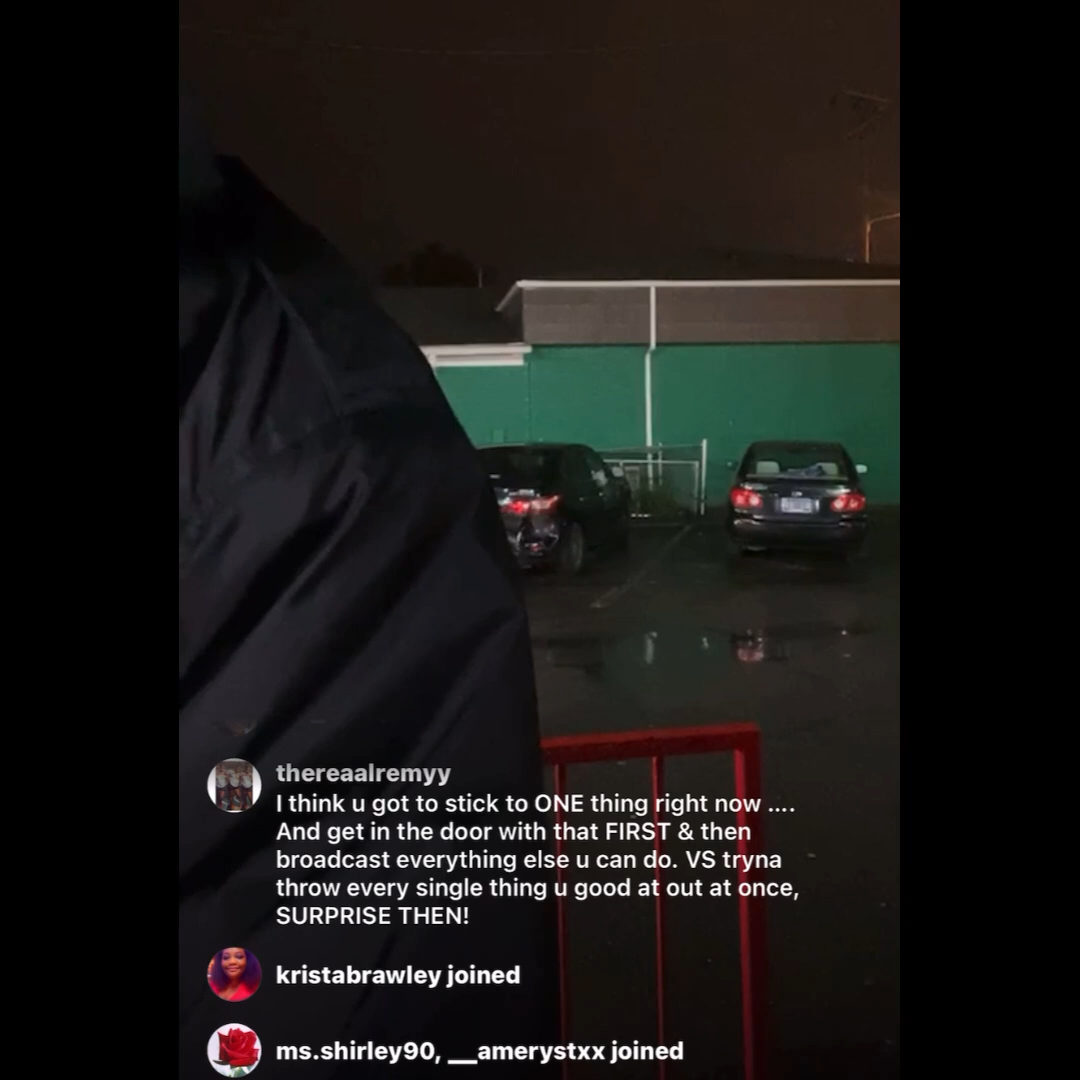 thereaalremyy
I think u got to stick to ONE thing right now ....
And get in the door with that FIRST & then
broadcast everything else u can do. VS tryna
throw every single thing u good at out at once,
SURPRISE THEN!
kristabrawley joined
ms.shirley90, __amerystxx joined